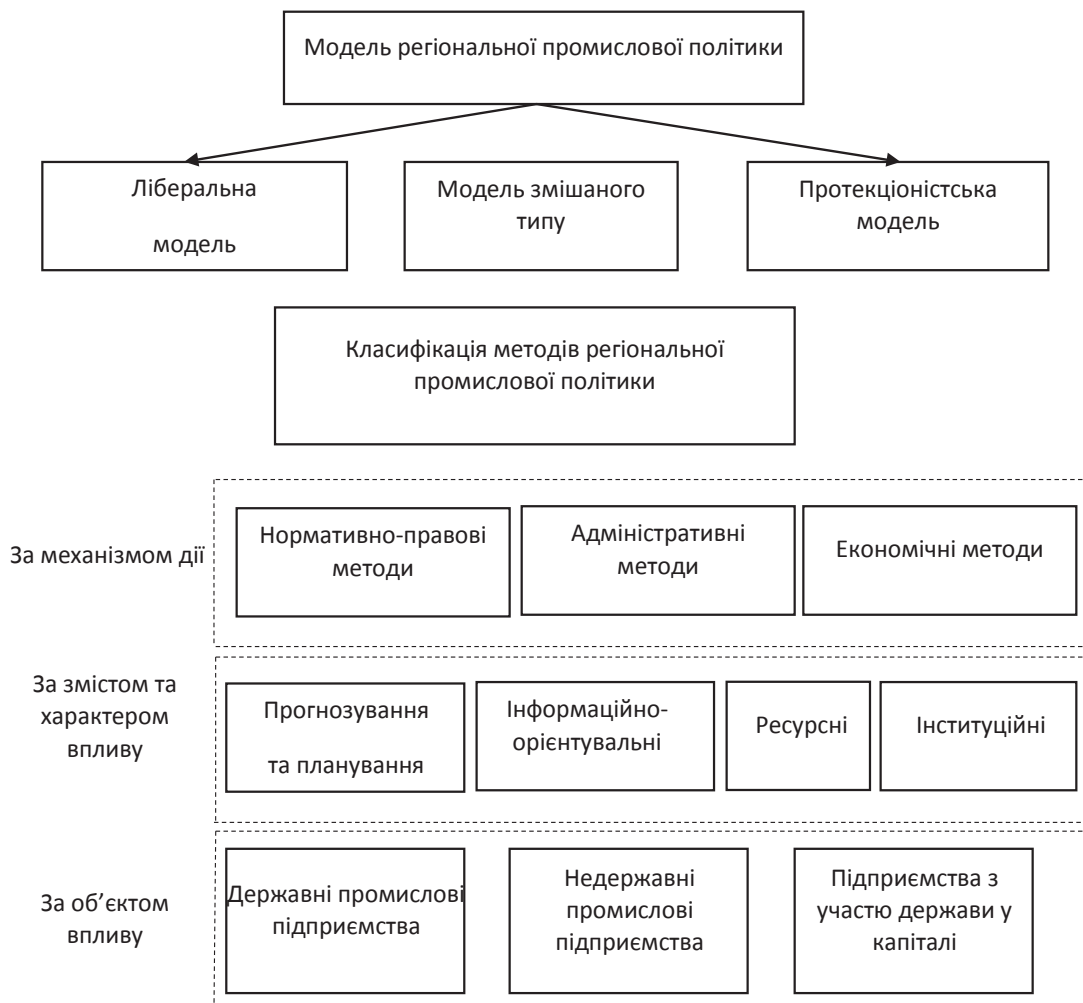 Модель регіональної промислової політики
Ліберальна
модель
Модель змішаного
типу
Протекціоністська
модель
Класифікація методів регіональної
промислової політики
За механізмом дії
Нормативно-правові
методи
Адміністративні
методи
Економічні методи
За змістом та
характером
впливу
Прогнозування
та планування
Інформаційно-
орієнтувальні
Ресурсні
Інституційні
За об’єктом
впливу
Державні промислові
підприємства
Недержавні
промислові
підприємства
Підприємства з
участю держави у
капіталі